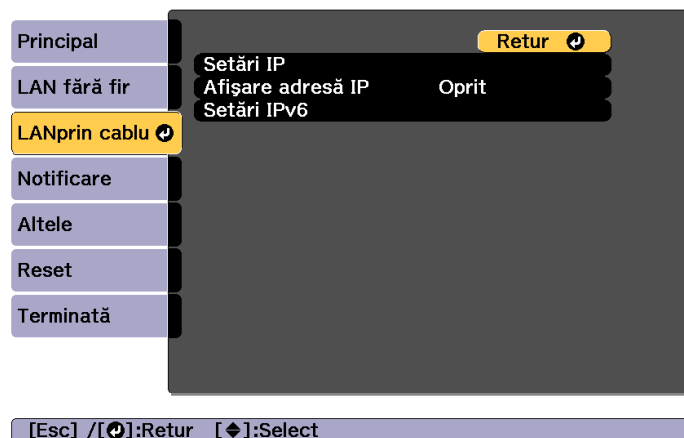 Principal
LAN fără fir
LANprin cablu
Notificare
Altele
Reset
Terminată
Retur
Setări IP
Afişare adresă IP Oprit
Setări IPv6
[Esc] /[ ]:Retur [ ]:Select